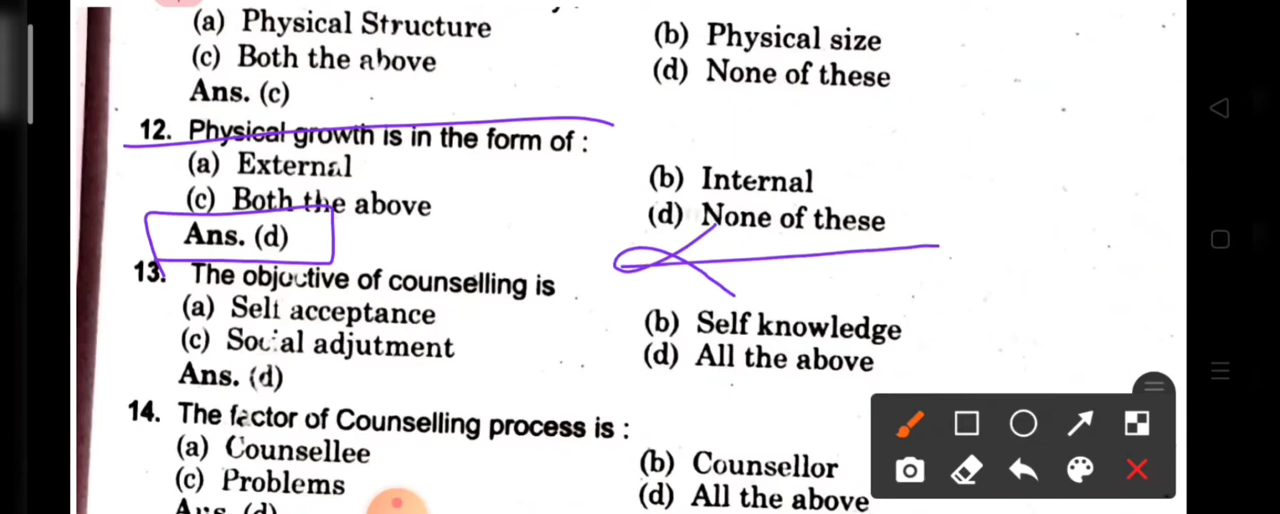 (a) Physical Structure
(b) Physical size
(c) Both the above
(d) None of these
Ans. (c)
12. Physical growth is in the form of :
(a) External
(b) Internal
(c) Both the above
(d) None of these
Ans. (d)
13. The objective of counselling is
(a) Self acceptance
(b) Self knowledge
(c) Social adjutment
(d) All the above
Ans. (d)
14. The factor of Counselling process is :
(a) Counsellee
(b) Counsellor
(c) Problems
(d) All the above
Ans. (d)